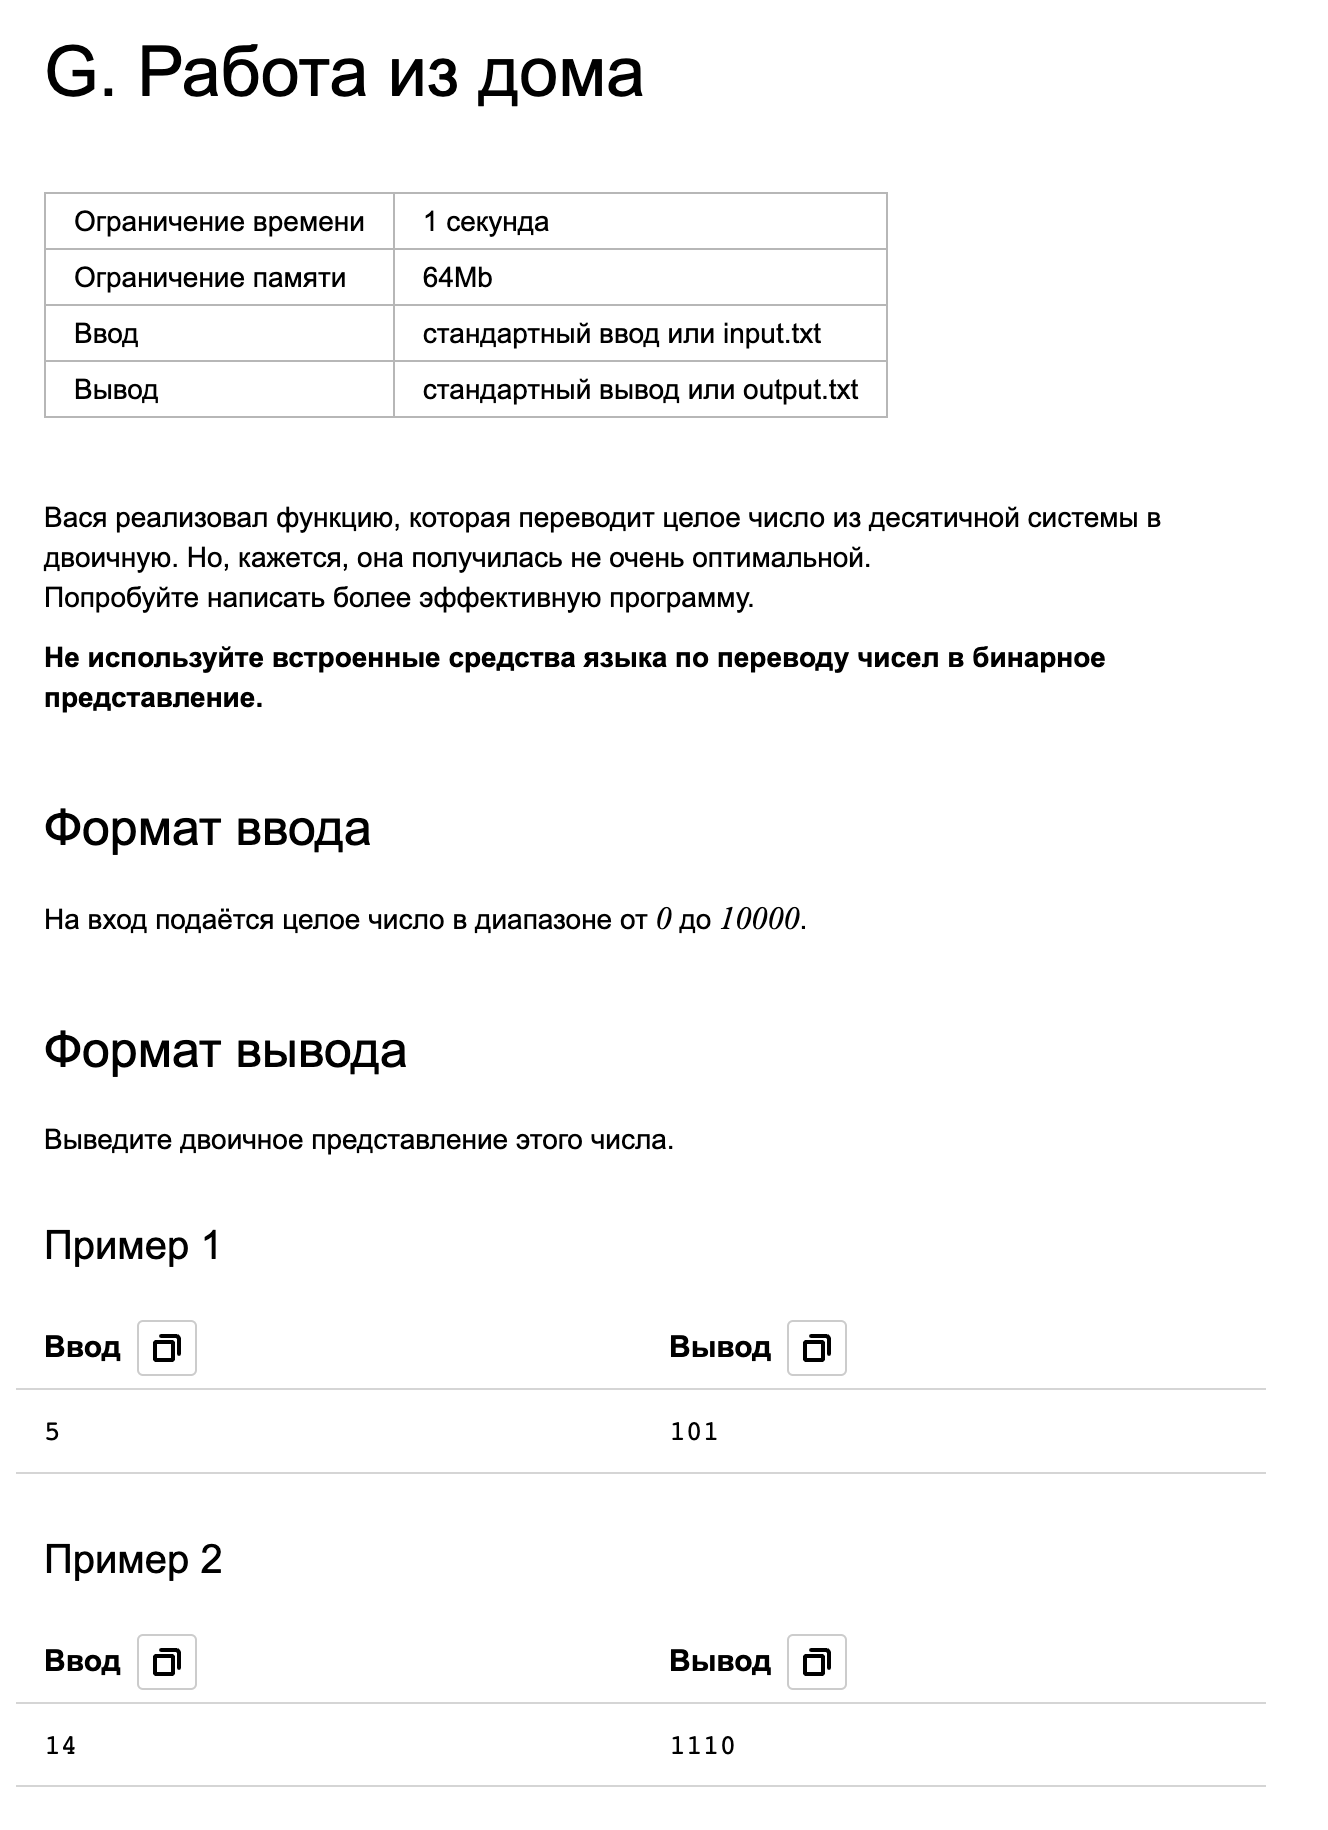 G. Работа из дома
Ограничение времени 1 секунда
Ограничение памяти 64Mb
Ввод стандартный ввод или input.txt
Вывод стандартный вывод или output.txt
Вася реализовал функцию, которая переводит целое число из десятичной системы в
двоичную. Но, кажется, она получилась не очень оптимальной.
Попробуйте написать более эффективную программу.
Не используйте встроенные средства языка по переводу чисел в бинарное
представление.
Формат ввода
На вход подаётся целое число в диапазоне от 0 до 10000.
Формат вывода
Выведите двоичное представление этого числа.
Пример 1
Ввод Вывод
5 101
Пример 2
Ввод Вывод
14 1110